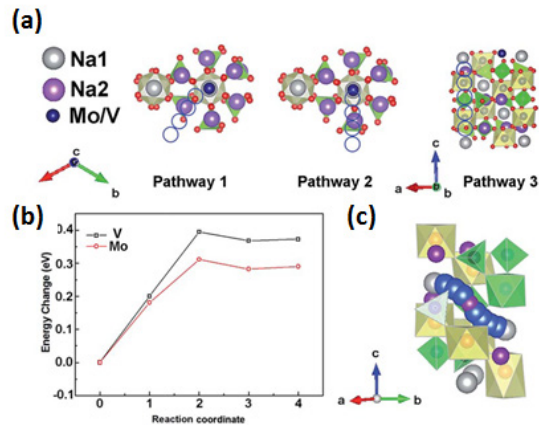 (a)
Na1
Na2
Mo/V
c
a
b
Pathway 1
Pathway 2
c
a
b
Pathway 3
(b)
V
Mo
Energy Change (eV)
0.4
0.3
0.2
0.1
0.0
-0.1
0
1
2
3
4
Reaction coordinate
(c)
c
a
b